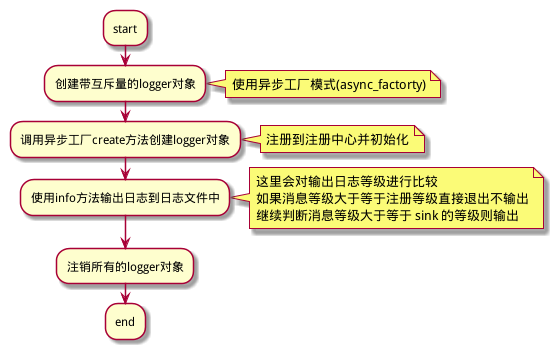 start
创建带互斥量的logger对象
使用异步工厂模式(async_factorty)
调用异步工厂create方法创建logger对象
注册到注册中心并初始化
使用info方法输出日志到日志文件中
这里会对输出日志等级进行比较
如果消息等级大于等于注册等级直接退出不输出
继续判断消息等级大于等于 sink 的等级则输出
注销所有的logger对象
end